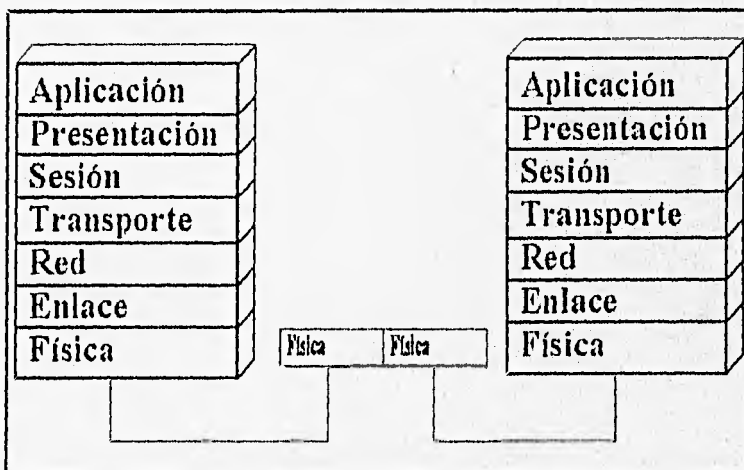 Aplicación
Presentación
Sesión
Transporte
Red
Enlace
Física
Física Física
Aplicación
Presentación
Sesión
Transporte
Red
Enlace
Física